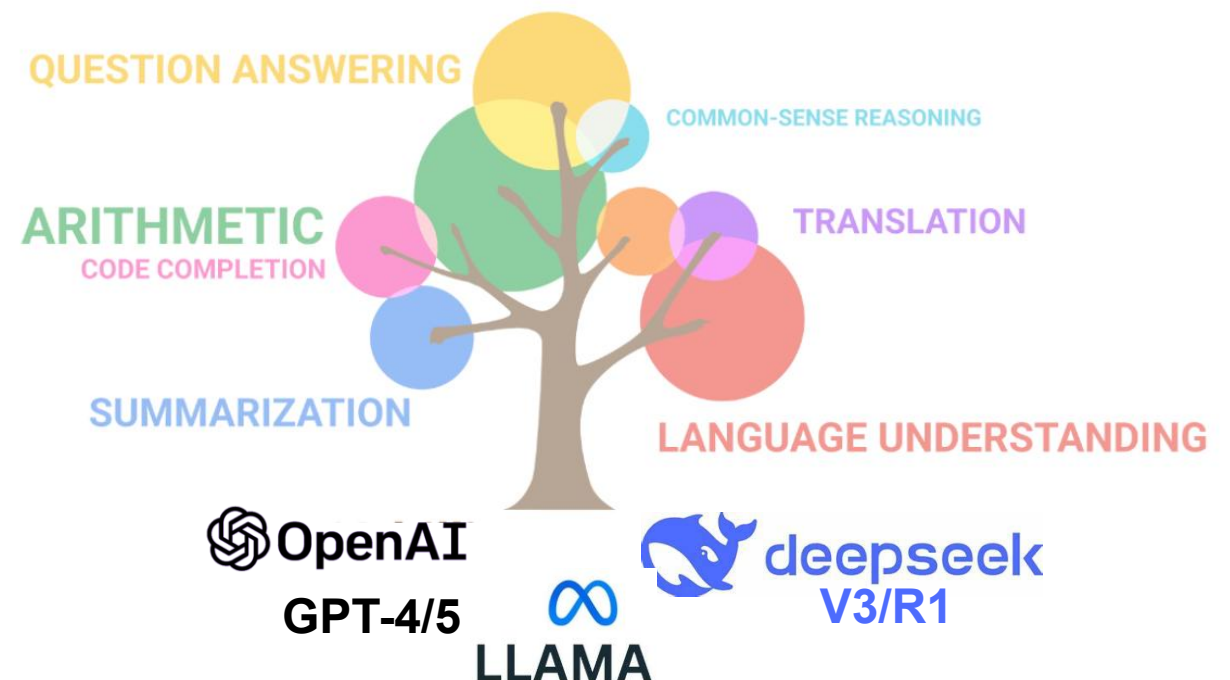 QUESTION ANSWERING
COMMON-SENSE REASONING
ARITHMETIC
CODE COMPLETION
TRANSLATION
SUMMARIZATION
LANGUAGE UNDERSTANDING
OpenAI
GPT-4/5
deepseek
V3/R1
LLAMA